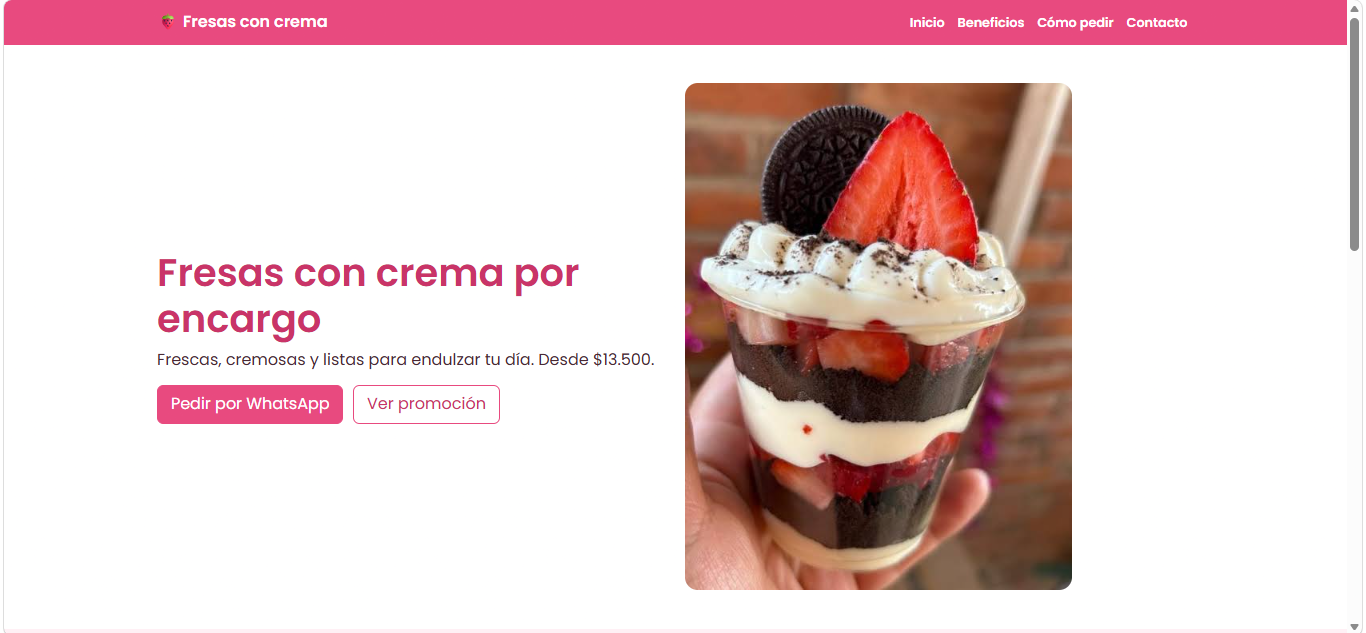 Fresas con crema
Inicio Beneficios Cómo pedir Contacto
Fresas con crema por
encargo
Frescas, cremosas y listas para endulzar tu día. Desde $13.500.
Pedir por WhatsApp
Ver promoción